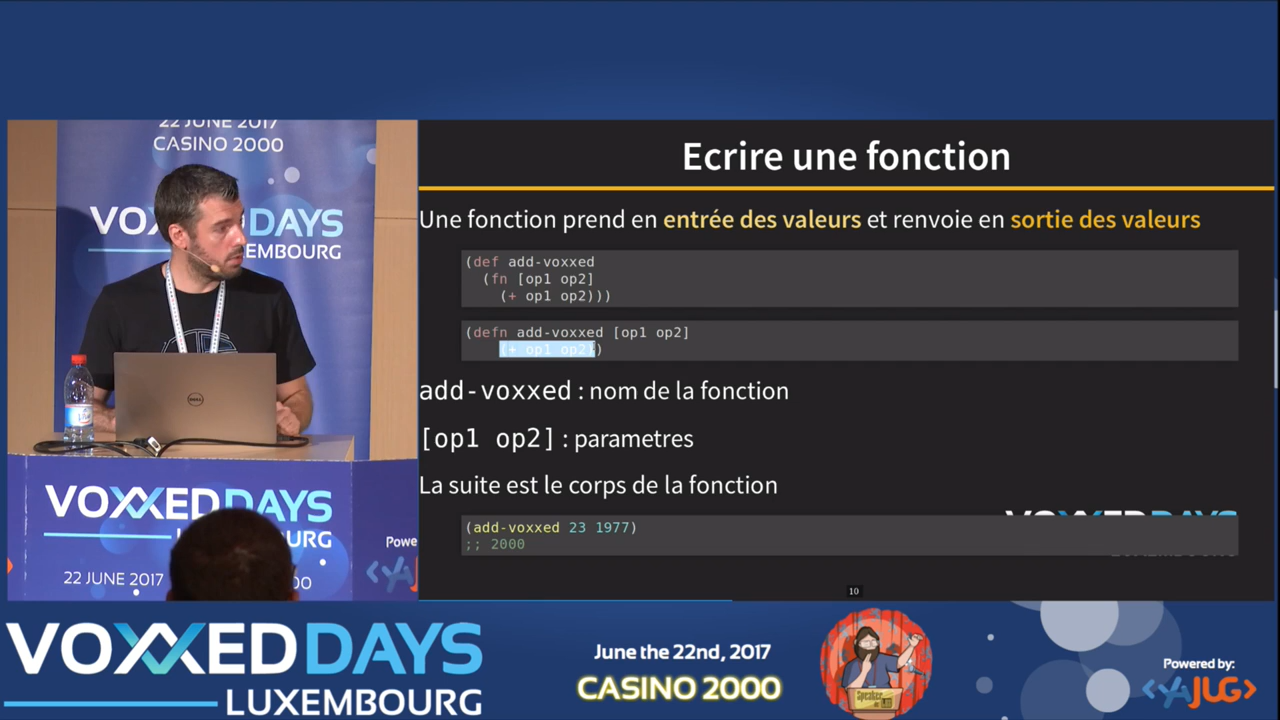 22 JUNE 2017
CASINO 2000
VOXXED DAYS
LUXEMBOURG
Ecrire une fonction
Une fonction prend en entrée des valeurs et renvoie en sortie des valeurs
(def add-voxxed
(fn [op1 op2]
(+ op1 op2)))
(defn add-voxxed [op1 op2]
(+ op1 op2))
add-voxxed : nom de la fonction
[op1 op2] : parametres
La suite est le corps de la fonction
(add-voxxed 23 1977)
;; 2000
10
DELL
VOXXED DAYS
22 JUNE 2017
Powe
VOXXED DAYS
LUXEMBOURG
June the 22nd, 2017
CASINO 2000
Speaker
Powered by:
YAJUG